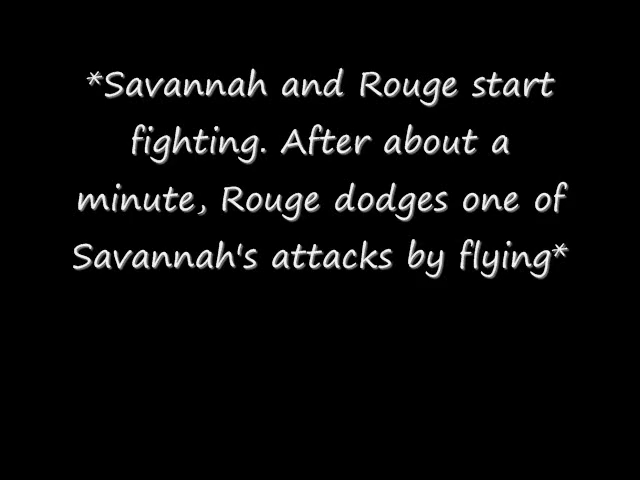 *Savannah and Rouge start
fighting. After about a
minute, Rouge dodges one of
Savannah's attacks by flying*